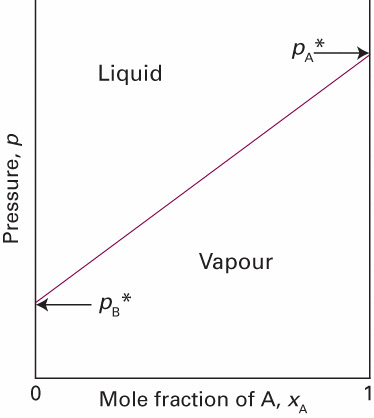 pA*
Liquid
Pressure, p
Vapour
pB*
0
1
Mole fraction of A, xA